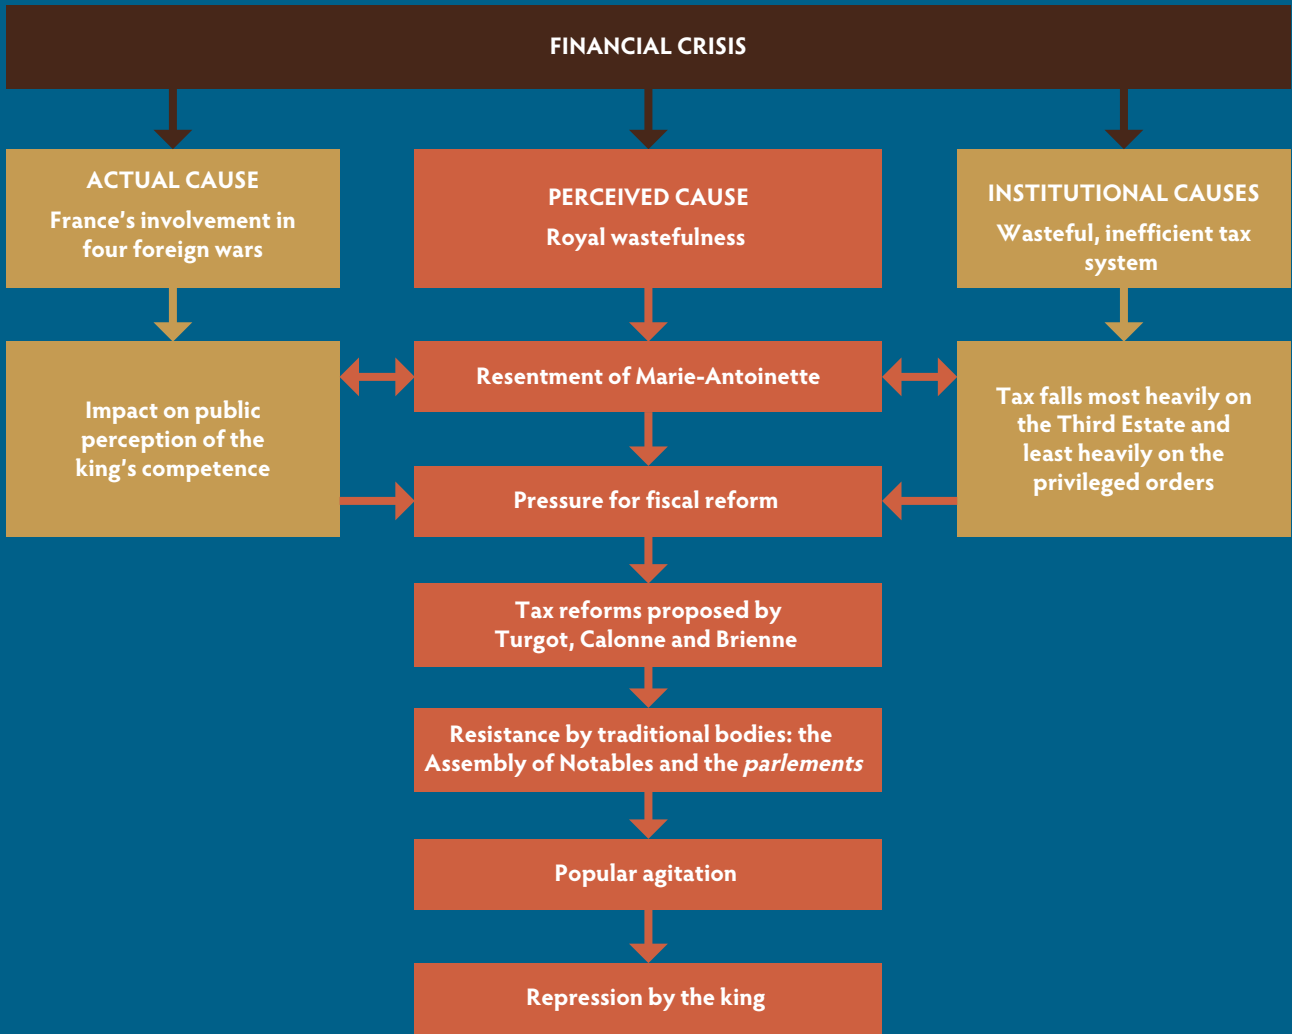 FINANCIAL CRISIS
ACTUAL CAUSE
France’s involvement in
four foreign wars
PERCEIVED CAUSE
Royal wastefulness
INSTITUTIONAL CAUSES
Wasteful, inefficient tax
system
Impact on public
perception of the
king’s competence
Resentment of Marie-Antoinette
Tax falls most heavily on
the Third Estate and
least heavily on the
privileged orders
Pressure for fiscal reform
Tax reforms proposed by
Turgot, Calonne and Brienne
Resistance by traditional bodies: the
Assembly of Notables and the parlements
Popular agitation
Repression by the king